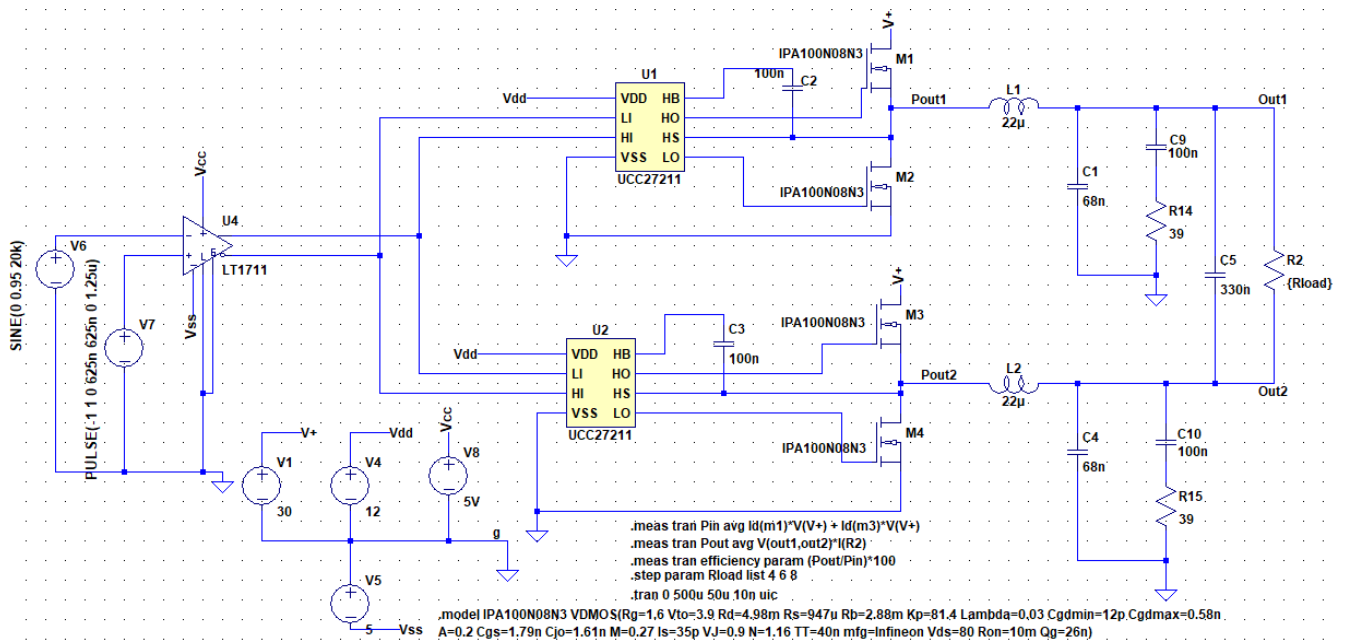 V+
IPA100N08N3
M1
100n
C2
U1
Vdd
VDD HB
LI HO
HI HS
VSS LO
UCC27211
Pout1
L1
22µ
Out1
IPA100N08N3
M2
C9
100n
C1
68n
R14
39
C5
330n
R2
{Rload}
Vcc
U4
LT1711
Vss
V6
SINE(0 0.95 20k)
V7
PULSE(-1 1 0 625n 625n 0 1.25u)
V+
IPA100N08N3
M3
U2
C3
100n
Vdd
VDD HB
LI HO
HI HS
VSS LO
UCC27211
Pout2
L2
22µ
Out2
IPA100N08N3
M4
C4
68n
C10
100n
R15
39
V+
V1
30
Vdd
V4
12
Vcc
V8
5V
g
V5
5
Vss
.meas tran Pin avg Id(m1)*V(V+) + Id(m3)*V(V+)
.meas tran Pout avg V(out1,out2)*I(R2)
.meas tran efficiency param (Pout/Pin)*100
.step param Rload list 4 6 8
.tran 0 500u 50u 10n uic
.model IPA100N08N3 VDMOS(Rg=1.6 Vto=3.9 Rd=4.98m Rs=947u Rb=2.88m Kp=81.4 Lambda=0.03 Cgdmin=12p Cgdmax=0.58n
A=0.2 Cgs=1.79n Cjo=1.61n M=0.27 Is=35p VJ=0.9 N=1.16 TT=40n mfg=Infineon Vds=80 Ron=10m Qg=26n)